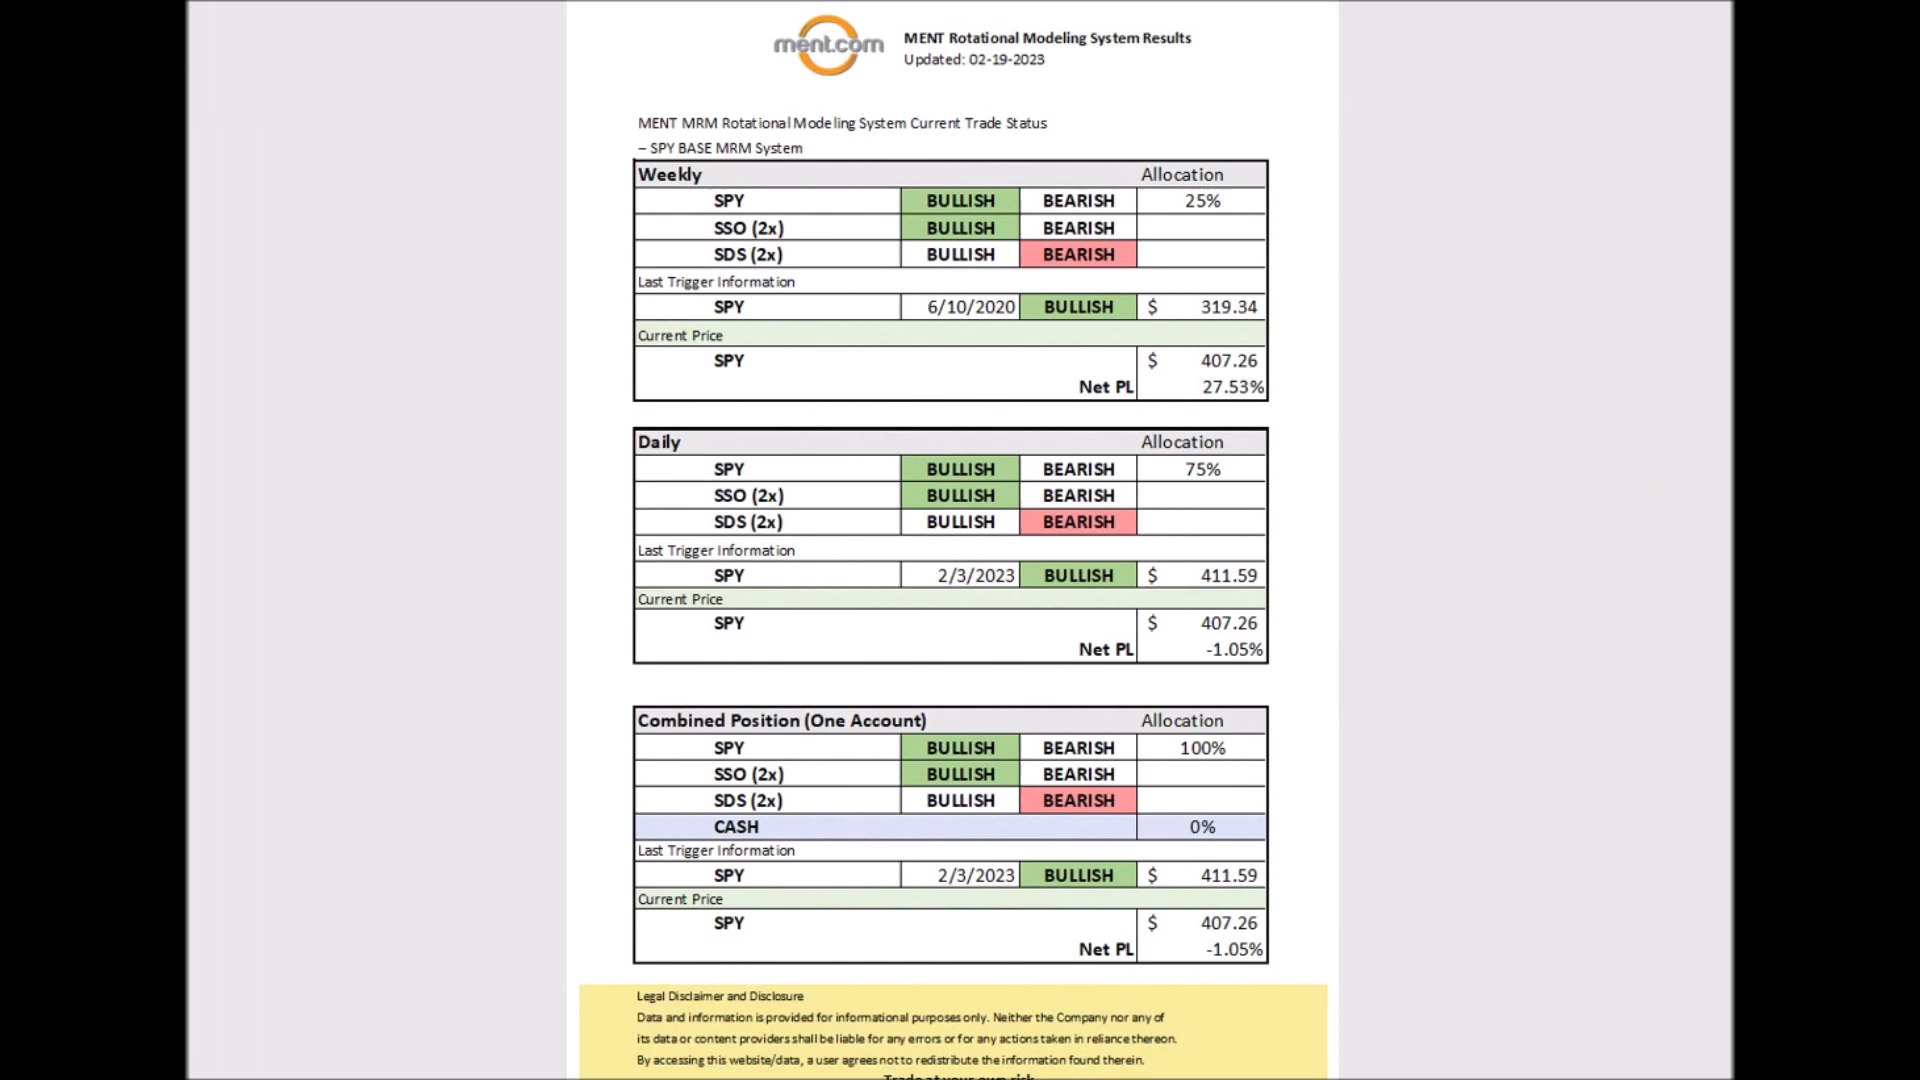 ment.com
MENT Rotational Modeling System Results
Updated: 02-19-2023
MENT MRM Rotational Modeling System Current Trade Status
– SPY BASE MRM System
Weekly Allocation
SPY BULLISH BEARISH 25%
SSO (2x) BULLISH BEARISH
SDS (2x) BULLISH BEARISH
Last Trigger Information
SPY 6/10/2020 BULLISH $ 319.34
Current Price
SPY $ 407.26
Net PL 27.53%
Daily Allocation
SPY BULLISH BEARISH 75%
SSO (2x) BULLISH BEARISH
SDS (2x) BULLISH BEARISH
Last Trigger Information
SPY 2/3/2023 BULLISH $ 411.59
Current Price
SPY $ 407.26
Net PL -1.05%
Combined Position (One Account) Allocation
SPY BULLISH BEARISH 100%
SSO (2x) BULLISH BEARISH
SDS (2x) BULLISH BEARISH
CASH 0%
Last Trigger Information
SPY 2/3/2023 BULLISH $ 411.59
Current Price
SPY $ 407.26
Net PL -1.05%
Legal Disclaimer and Disclosure
Data and information is provided for informational purposes only. Neither the Company nor any of
its data or content providers shall be liable for any errors or for any actions taken in reliance thereon.
By accessing this website/data, a user agrees not to redistribute the information found therein.
Trade at your own risk